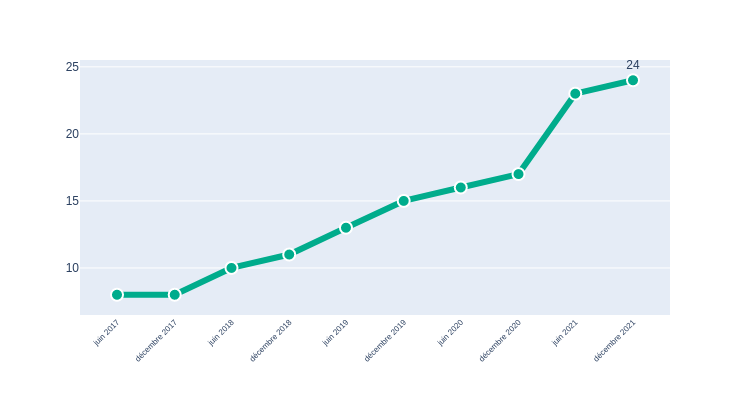 24
25
20
15
10
juin 2017
décembre 2017
juin 2018
décembre 2018
juin 2019
décembre 2019
juin 2020
décembre 2020
juin 2021
décembre 2021